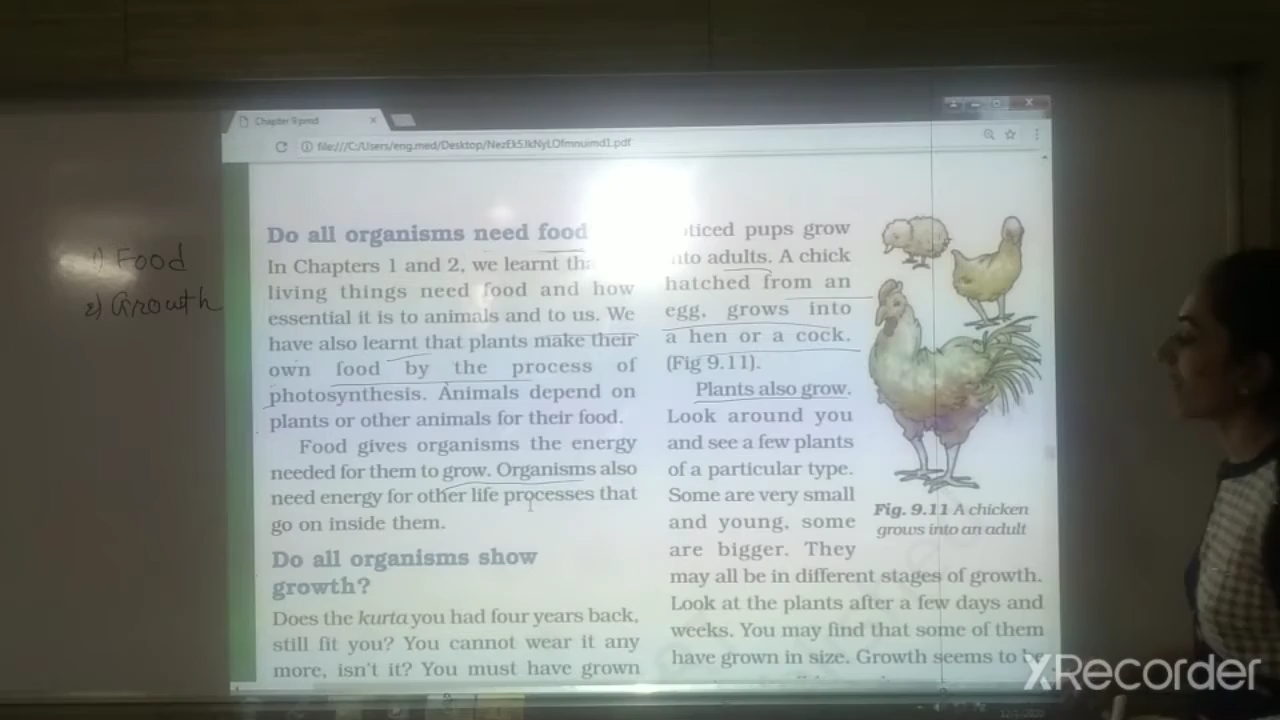 Chapter 9.pmd
file:///C:/Users/eng.med/Desktop/
1) Food
2) Growth
Do all organisms need food
In Chapters 1 and 2, we learnt
living things need food and how
essential it is to animals and to us. We
have also learnt that plants make their
own food by the process of
photosynthesis. Animals depend on
plants or other animals for their food.
Food gives organisms the energy
needed for them to grow. Organisms also
need energy for other life processes that
go on inside them.
Do all organisms show
growth?
Does the kurta you had four years back,
still fit you? You cannot wear it any
more, isn't it? You must have grown
pups grow
adults. A chick
hatched from an
egg, grows into
a hen or a cock.
(Fig 9.11).
Plants also grow.
Look around you
and see a few plants
of a particular type.
Some are very small
and young, some
are bigger. They
may all be in different stages of growth.
Look at the plants after a few days and
weeks. You may find that some of them
have grown in size. Growth seems to
Fig. 9.11 A chicken
grows into an adult
XRecorder